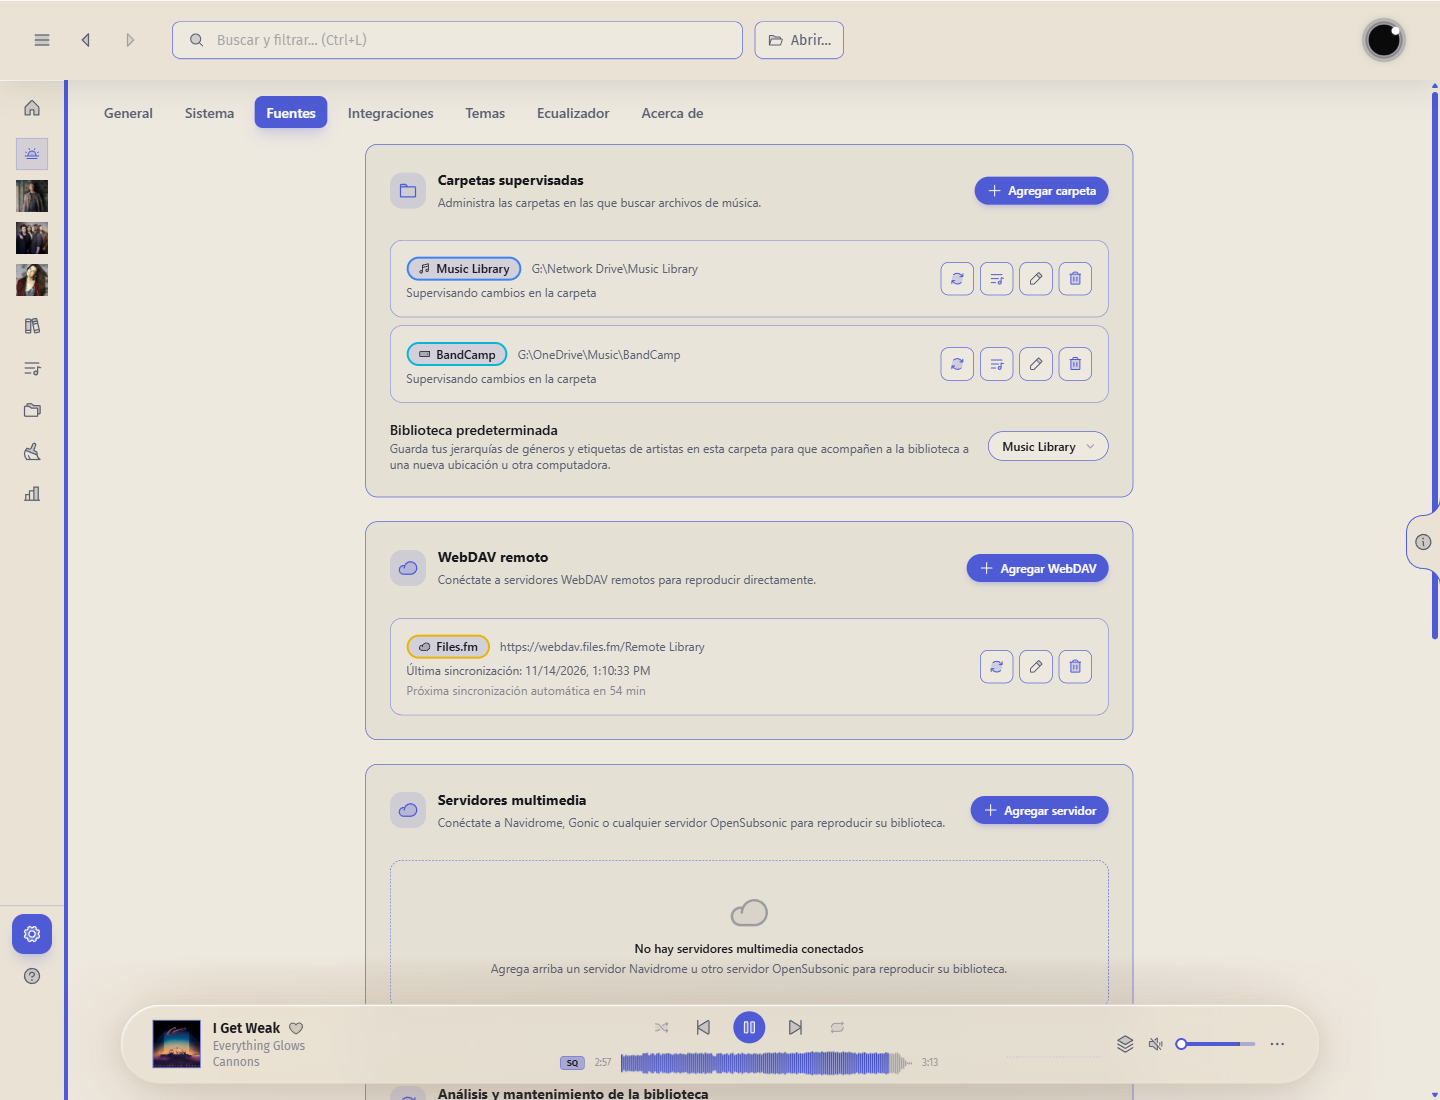 Buscar y filtrar... (Ctrl+L)
Abrir...
General
Sistema
Fuentes
Integraciones
Temas
Ecualizador
Acerca de
Carpetas supervisadas
Administra las carpetas en las que buscar archivos de música.
Agregar carpeta
Music Library
G:\Network Drive\Music Library
Supervisando cambios en la carpeta
BandCamp
G:\OneDrive\Music\BandCamp
Supervisando cambios en la carpeta
Biblioteca predeterminada
Guarda tus jerarquías de géneros y etiquetas de artistas en esta carpeta para que acompañen a la biblioteca a
una nueva ubicación u otra computadora.
Music Library
WebDAV remoto
Conéctate a servidores WebDAV remotos para reproducir directamente.
Agregar WebDAV
Files.fm
https://webdav.files.fm/Remote Library
Última sincronización: 11/14/2026, 1:10:33 PM
Próxima sincronización automática en 54 min
Servidores multimedia
Conéctate a Navidrome, Gonic o cualquier servidor OpenSubsonic para reproducir su biblioteca.
Agregar servidor
No hay servidores multimedia conectados
Agrega arriba un servidor Navidrome u otro servidor OpenSubsonic para reproducir su biblioteca.
I Get Weak
Everything Glows
Cannons
SQ
2:57
3:13
Análisis y mantenimiento de la biblioteca